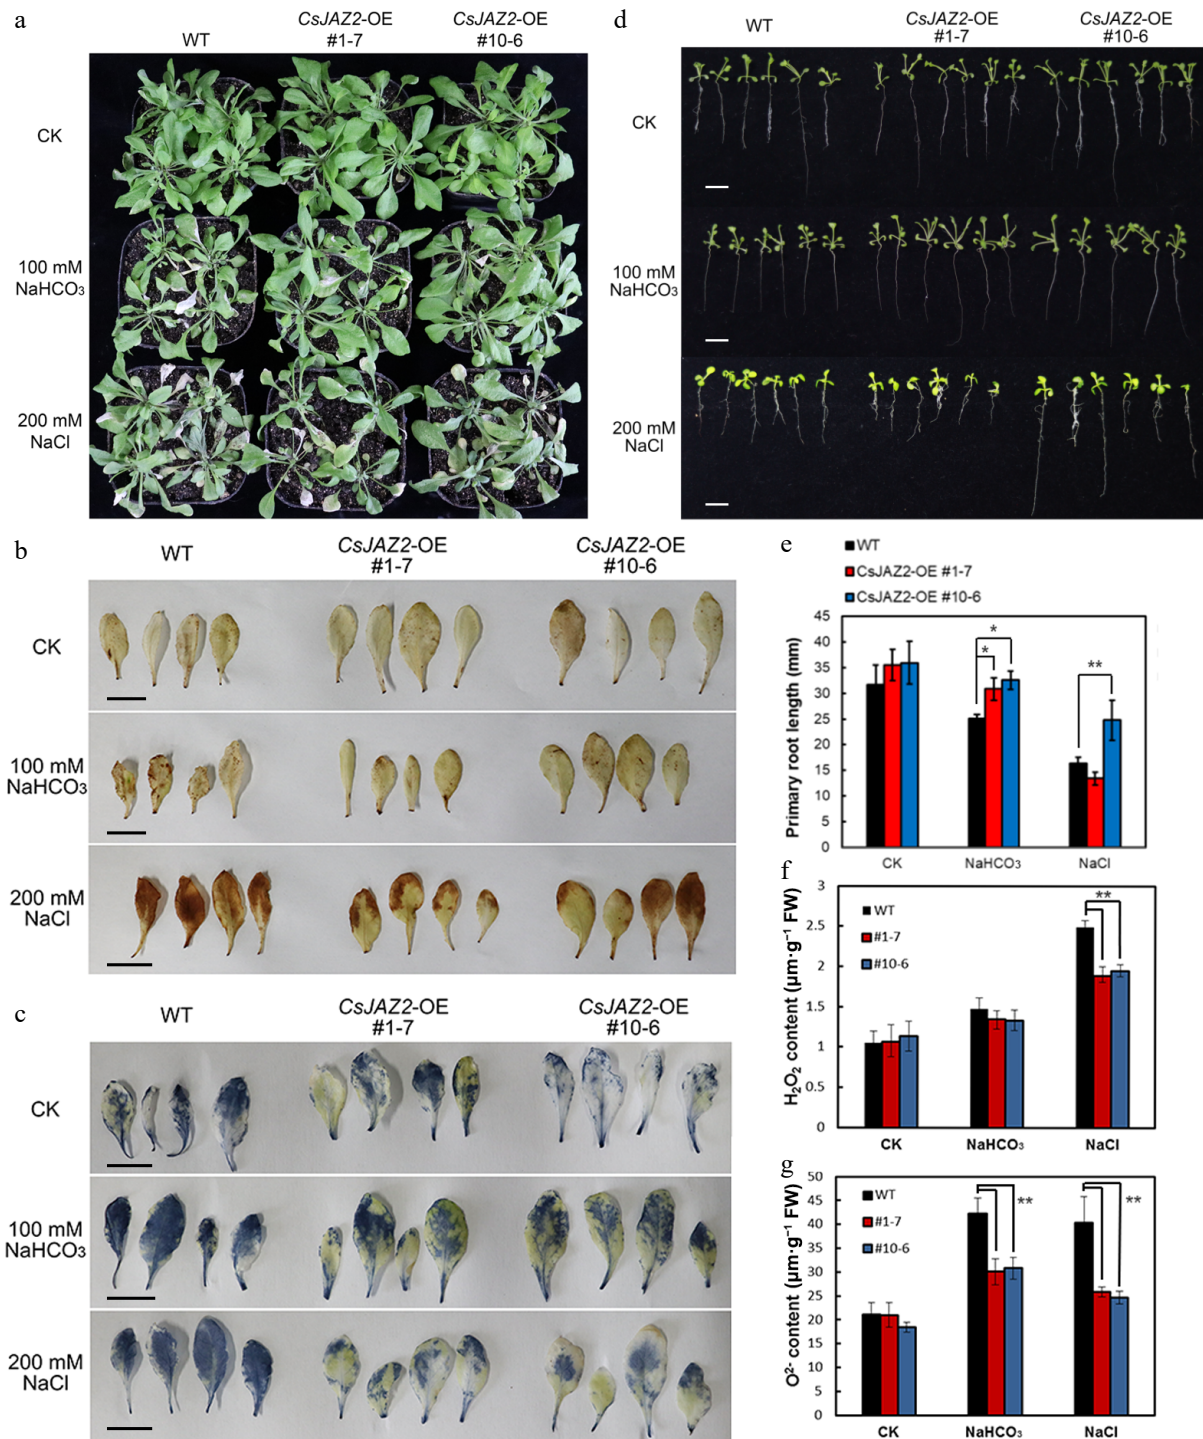 a
WT
CsJAZ2-OE
#1-7
CsJAZ2-OE
#10-6
CK
100 mM
NaHCO₃
200 mM
NaCl
d
WT
CsJAZ2-OE
#1-7
CsJAZ2-OE
#10-6
CK
100 mM
NaHCO₃
200 mM
NaCl
b
WT
CsJAZ2-OE
#1-7
CsJAZ2-OE
#10-6
CK
100 mM
NaHCO₃
200 mM
NaCl
c
WT
CsJAZ2-OE
#1-7
CsJAZ2-OE
#10-6
CK
100 mM
NaHCO₃
200 mM
NaCl
e
WT
CsJAZ2-OE #1-7
CsJAZ2-OE #10-6
Primary root length (mm)
45
40
35
30
25
20
15
10
5
0
*
*
**
CK
NaHCO₃
NaCl
f
H₂O₂ content (μm·g⁻¹ FW)
3
2.5
2
1.5
1
0.5
0
WT
#1-7
#10-6
**
CK
NaHCO₃
NaCl
g
O²⁻ content (μm·g⁻¹ FW)
50
45
40
35
30
25
20
15
10
5
0
WT
#1-7
#10-6
**
**
CK
NaHCO₃
NaCl